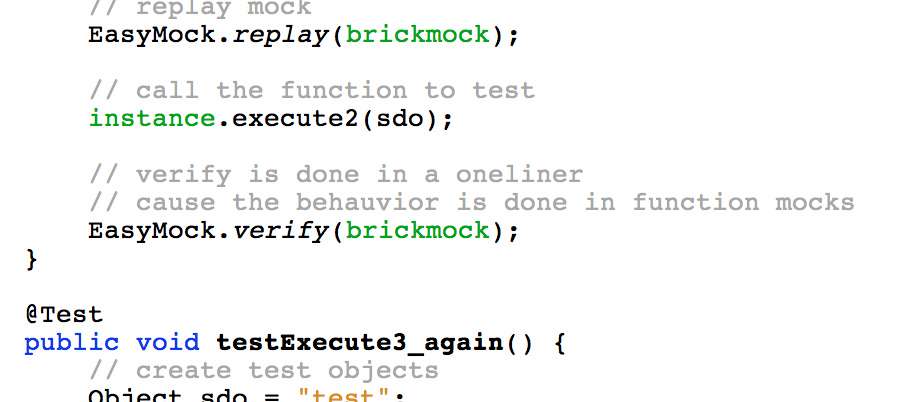 // replay mock
EasyMock.replay(brickmock);
// call the function to test
instance.execute2(sdo);
// verify is done in a oneliner
// cause the behauvior is done in function mocks
EasyMock.verify(brickmock);
}
@Test
public void testExecute3_again() {
// create test objects
Object sdo = "test";